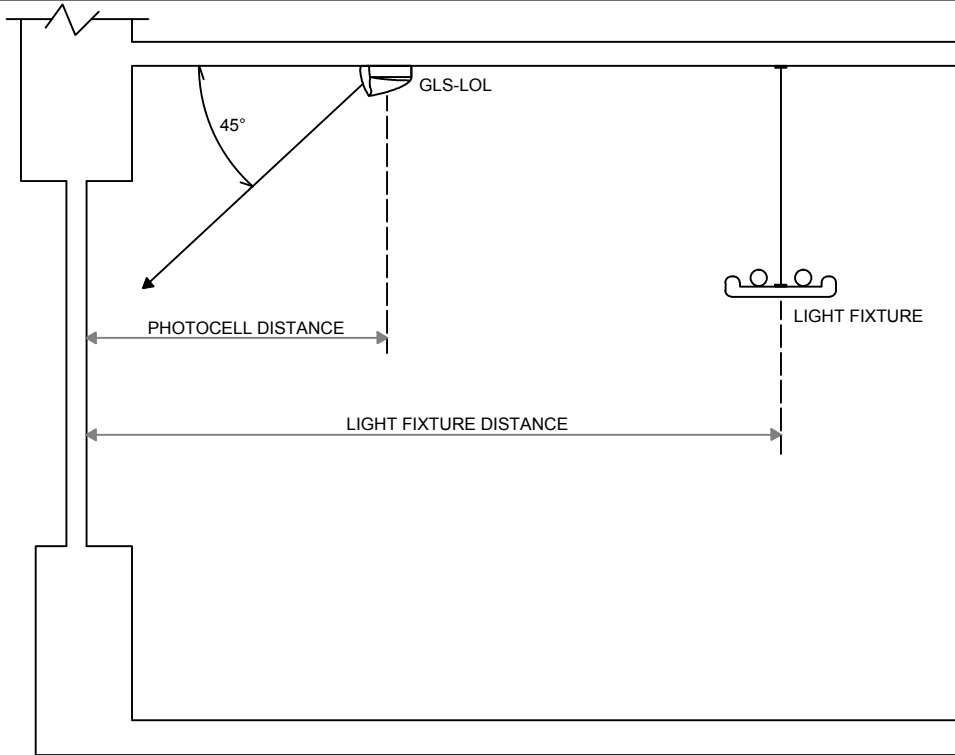 GLS-LOL
45°
LIGHT FIXTURE
PHOTOCELL DISTANCE
LIGHT FIXTURE DISTANCE